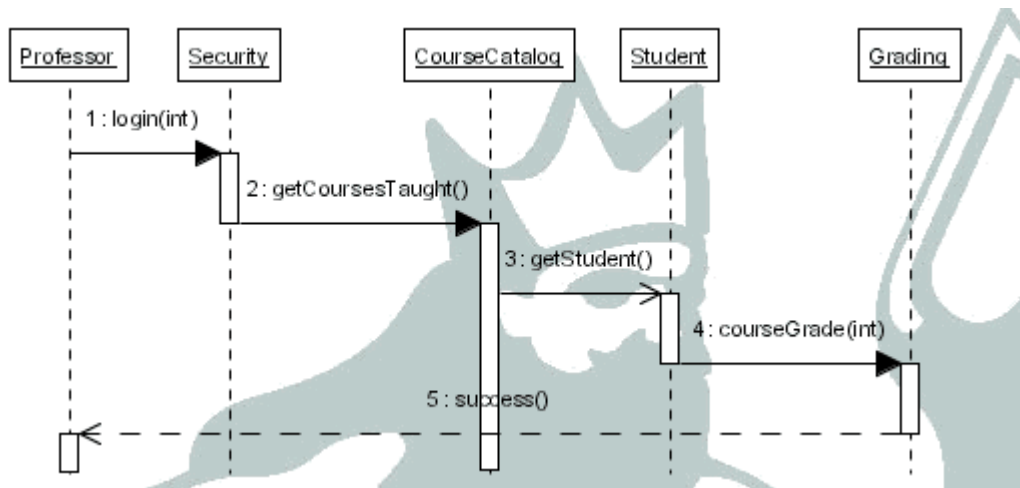 Professor
Security
CourseCatalog
Student
Grading
1 : login(int)
2 : getCoursesTaught()
3 : getStudent()
4 : courseGrade(int)
5 : success()